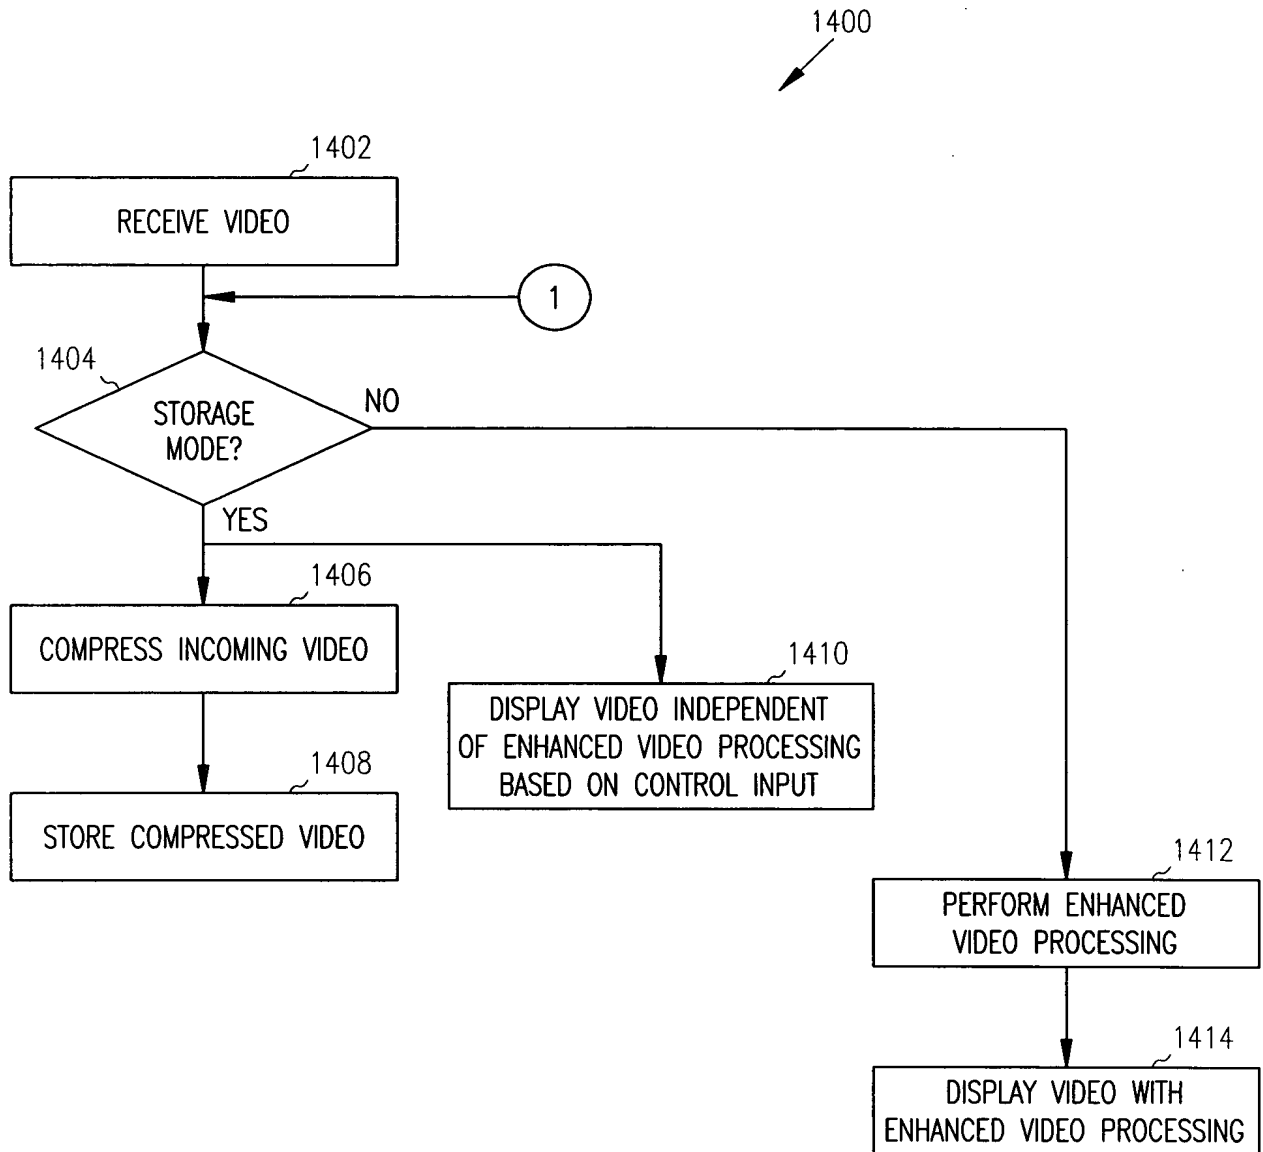 1400
1402
RECEIVE VIDEO
1
1404
STORAGE
MODE?
NO
YES
1406
COMPRESS INCOMING VIDEO
1408
STORE COMPRESSED VIDEO
1410
DISPLAY VIDEO INDEPENDENT
OF ENHANCED VIDEO PROCESSING
BASED ON CONTROL INPUT
1412
PERFORM ENHANCED
VIDEO PROCESSING
1414
DISPLAY VIDEO WITH
ENHANCED VIDEO PROCESSING